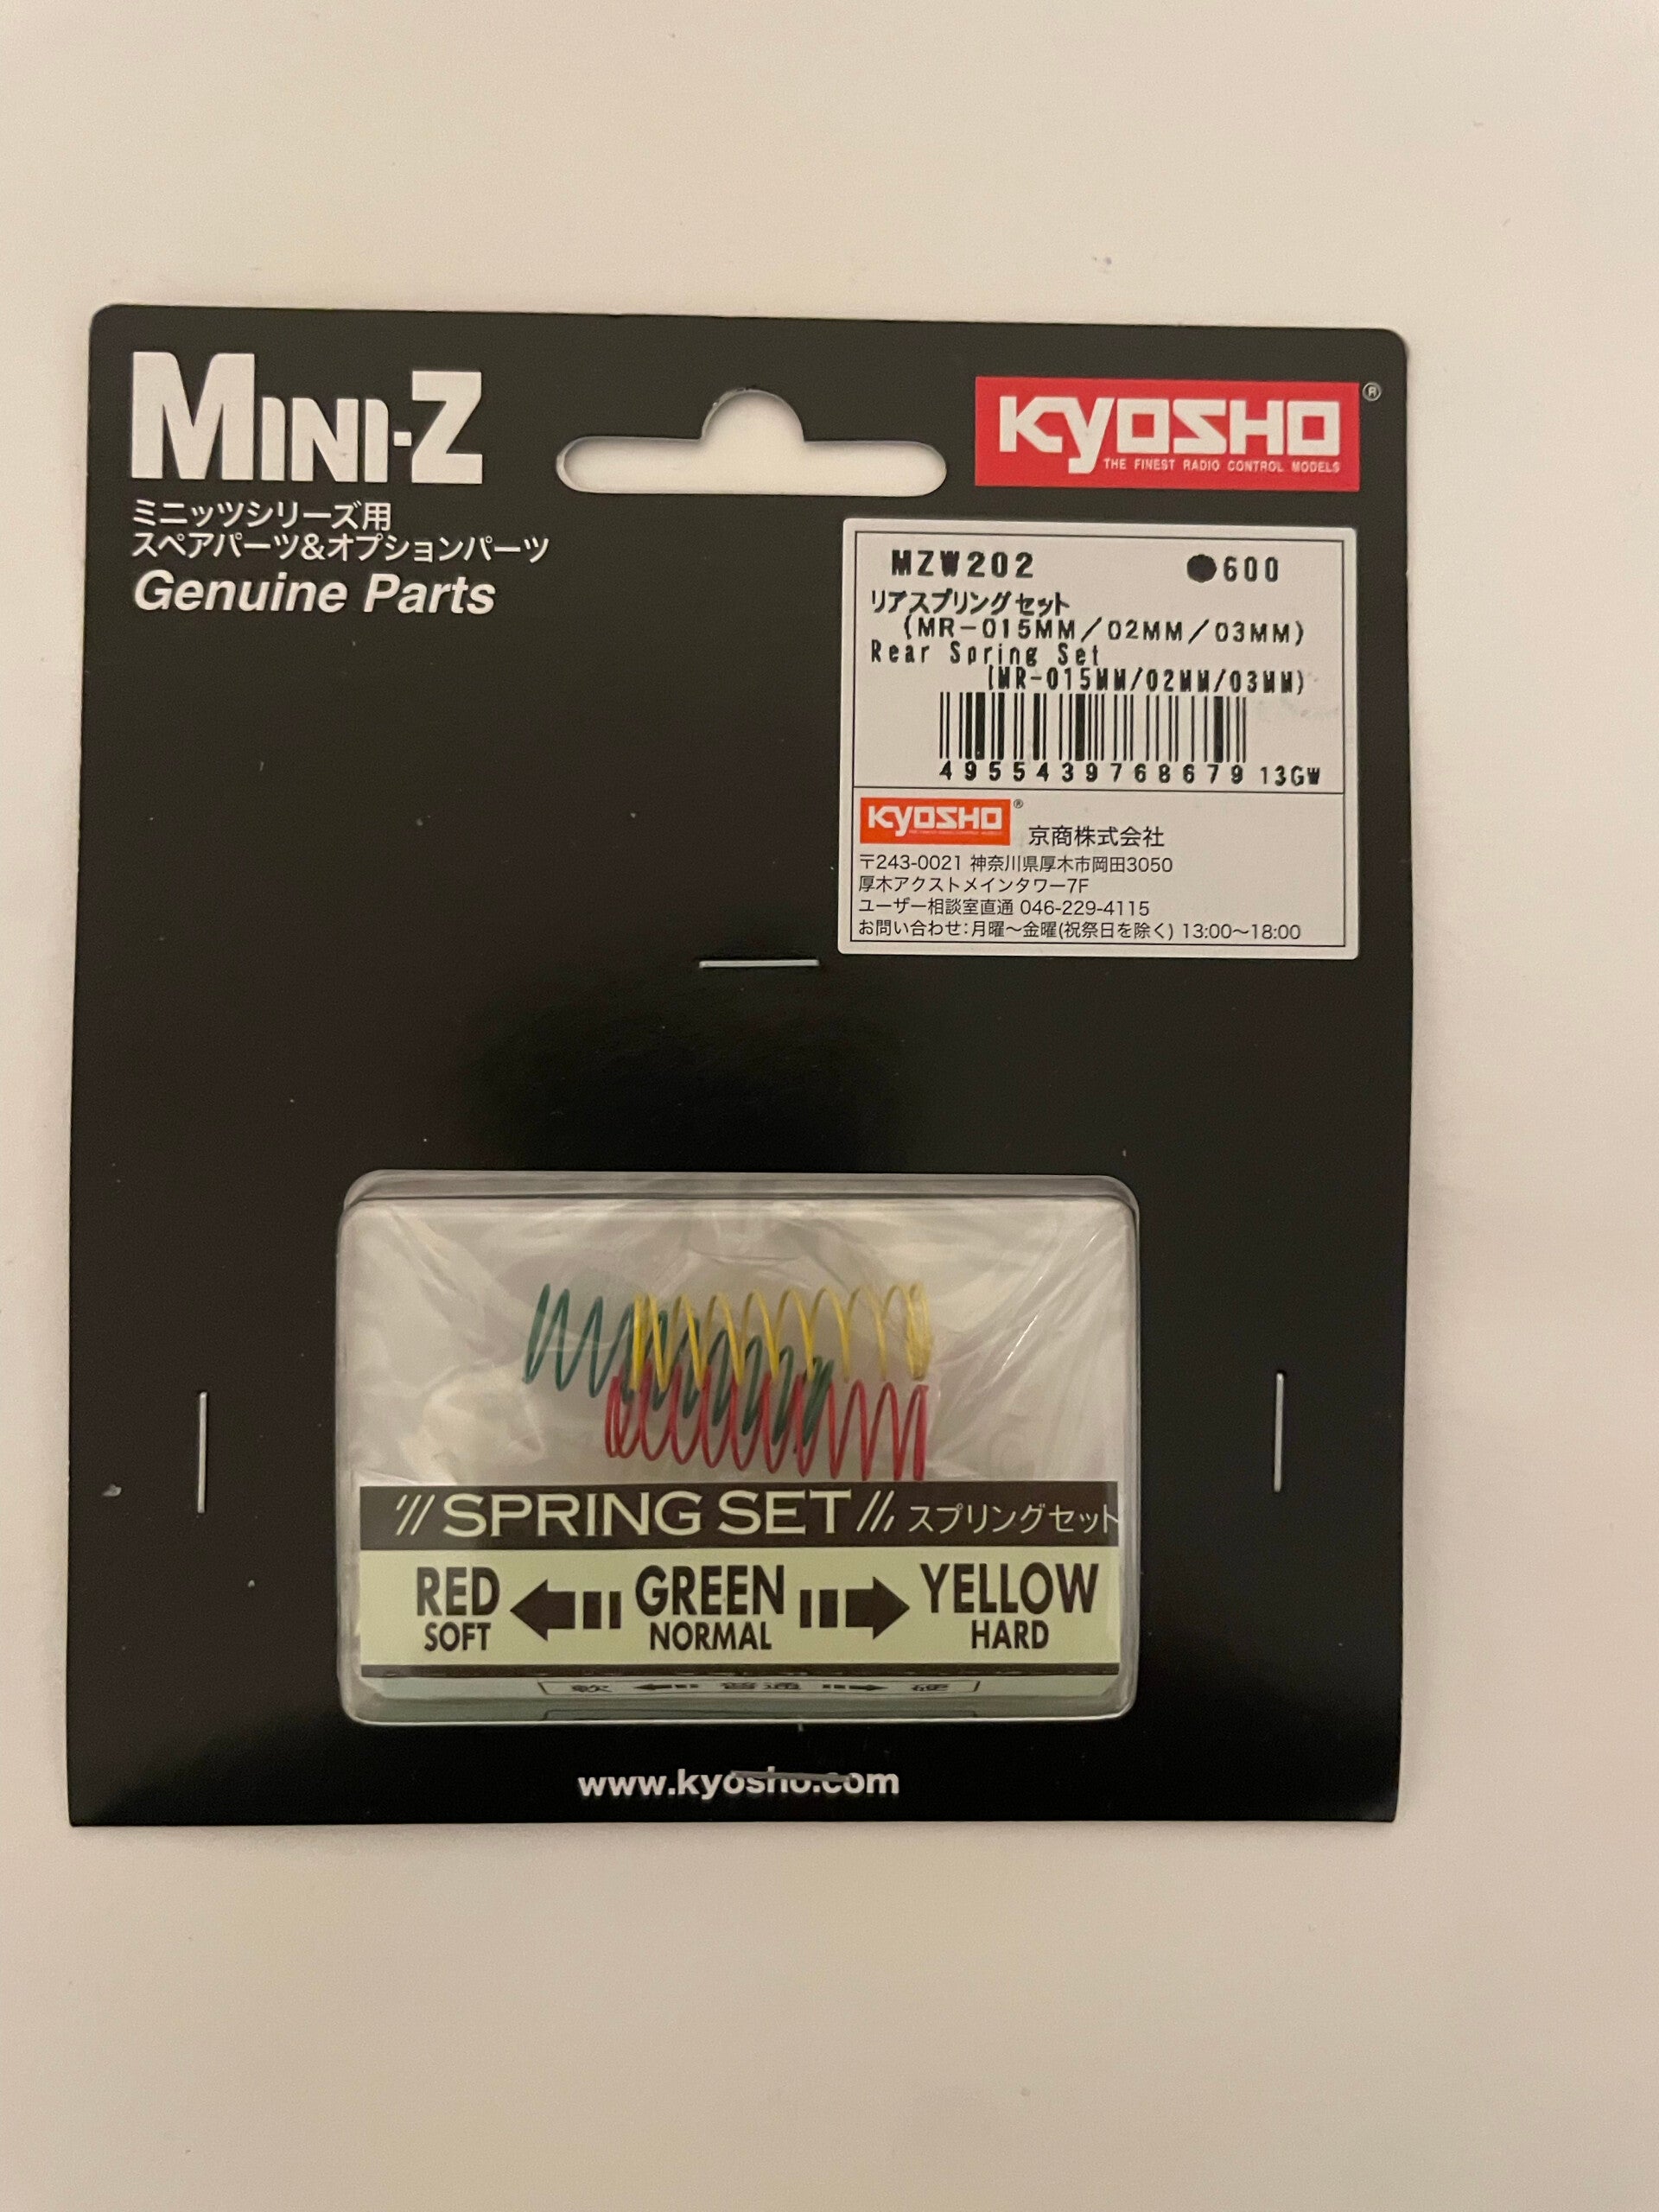 MINI-Z
ミニッツシリーズ用
スペアパーツ&オプションパーツ
Genuine Parts
KYOSHO®
THE FINEST RADIO CONTROL MODELS
MZW202 ●600
リアスプリングセット
(MR-015MM/02MM/03MM)
Rear Spring Set
(MR-015MM/02MM/03MM)
4955439768679 13GW
KYOSHO® 京商株式会社
〒243-0021 神奈川県厚木市岡田3050
厚木アクストメインタワー7F
ユーザー相談室直通 046-229-4115
お問い合わせ:月曜〜金曜(祝祭日を除く) 13:00〜18:00
SPRING SET スプリングセット
RED GREEN YELLOW
SOFT NORMAL HARD
軟 普通 硬
www.kyosho.com